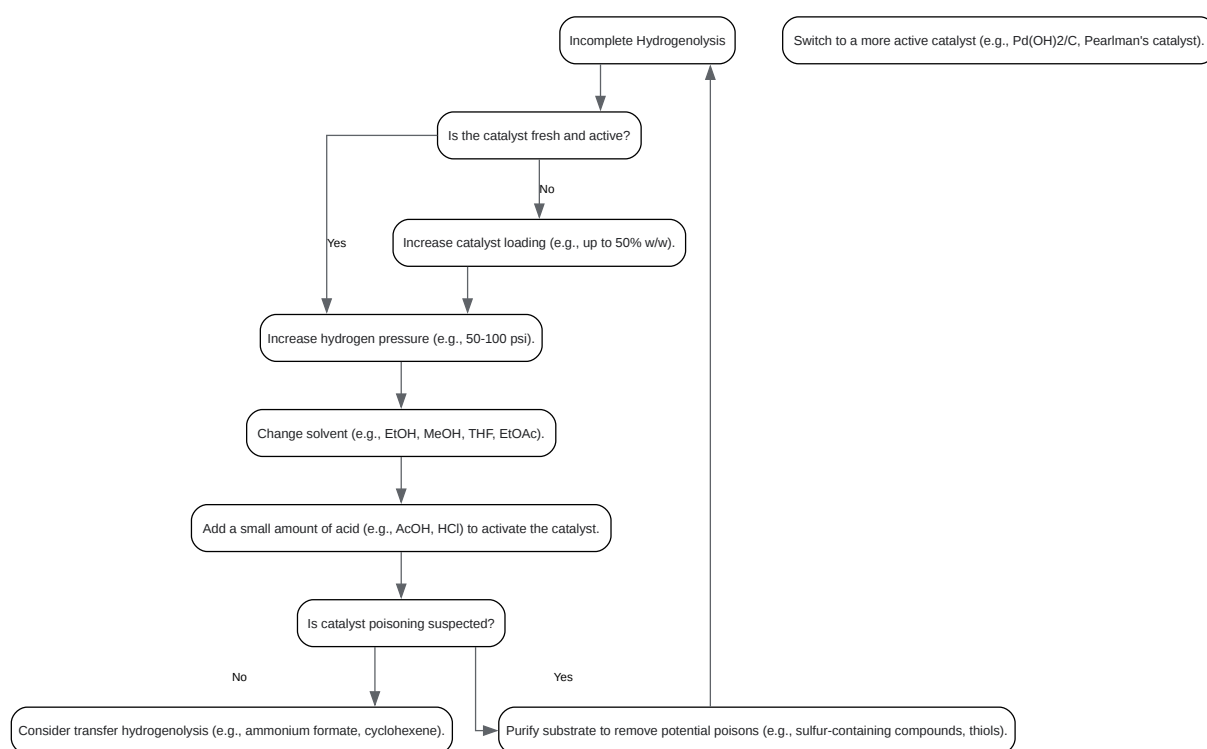 Incomplete Hydrogenolysis
Switch to a more active catalyst (e.g., Pd(OH)2/C, Pearlman's catalyst).
Is the catalyst fresh and active?
No
Yes
Increase catalyst loading (e.g., up to 50% w/w).
Increase hydrogen pressure (e.g., 50-100 psi).
Change solvent (e.g., EtOH, MeOH, THF, EtOAc).
Add a small amount of acid (e.g., AcOH, HCl) to activate the catalyst.
Is catalyst poisoning suspected?
No
Yes
Consider transfer hydrogenolysis (e.g., ammonium formate, cyclohexene).
Purify substrate to remove potential poisons (e.g., sulfur-containing compounds, thiols).